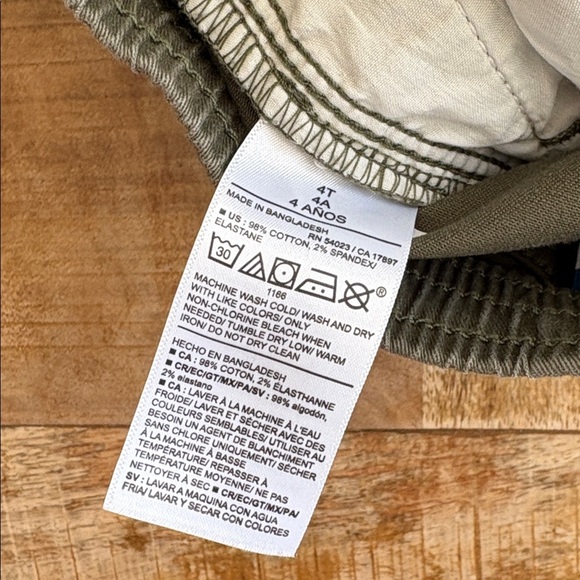 4T
4A
4 AÑOS
MADE IN BANGLADESH
RN 54023 / CA 17897
■ US : 98% COTTON, 2% SPANDEX/
ELASTANE
30
®
1166
MACHINE WASH COLD/ WASH AND DRY
WITH LIKE COLORS/ ONLY
NON-CHLORINE BLEACH WHEN
NEEDED/ TUMBLE DRY LOW/ WARM
IRON/ DO NOT DRY CLEAN
HECHO EN BANGLADESH
■ CA : 98% COTON, 2% ÉLASTHANNE
■ CR/EC/GT/MX/PA/SV : 98% algodón,
2% elastano
■ CA : LAVER À LA MACHINE À L'EAU
FROIDE/ LAVER ET SÉCHER AVEC DES
COULEURS SEMBLABLES/ UTILISER AU
BESOIN UN AGENT DE BLANCHIMENT
SANS CHLORE UNIQUEMENT/ SÉCHER
À LA MACHINE À BASSE
TEMPÉRATURE/ REPASSER À
TEMPÉRATURE MOYENNE/ NE PAS
NETTOYER À SEC ■ CR/EC/GT/MX/PA/
SV : LAVAR A MAQUINA CON AGUA
FRIA/ LAVAR Y SECAR CON COLORES